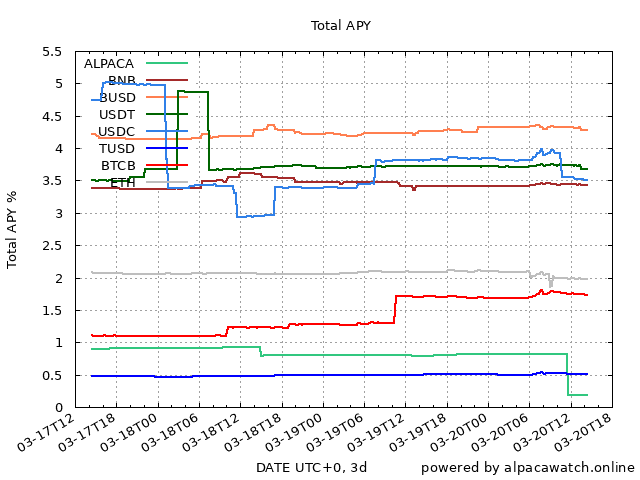 Total APY
Total APY %
5.5
5
4.5
4
3.5
3
2.5
2
1.5
1
0.5
0
ALPACA
BNB
BUSD
USDT
USDC
TUSD
BTCB
ETH
03-17T12
03-17T18
03-18T00
03-18T06
03-18T12
03-18T18
03-19T00
03-19T06
03-19T12
03-19T18
03-20T00
03-20T06
03-20T12
03-20T18
DATE UTC+0, 3d
powered by alpacawatch.online